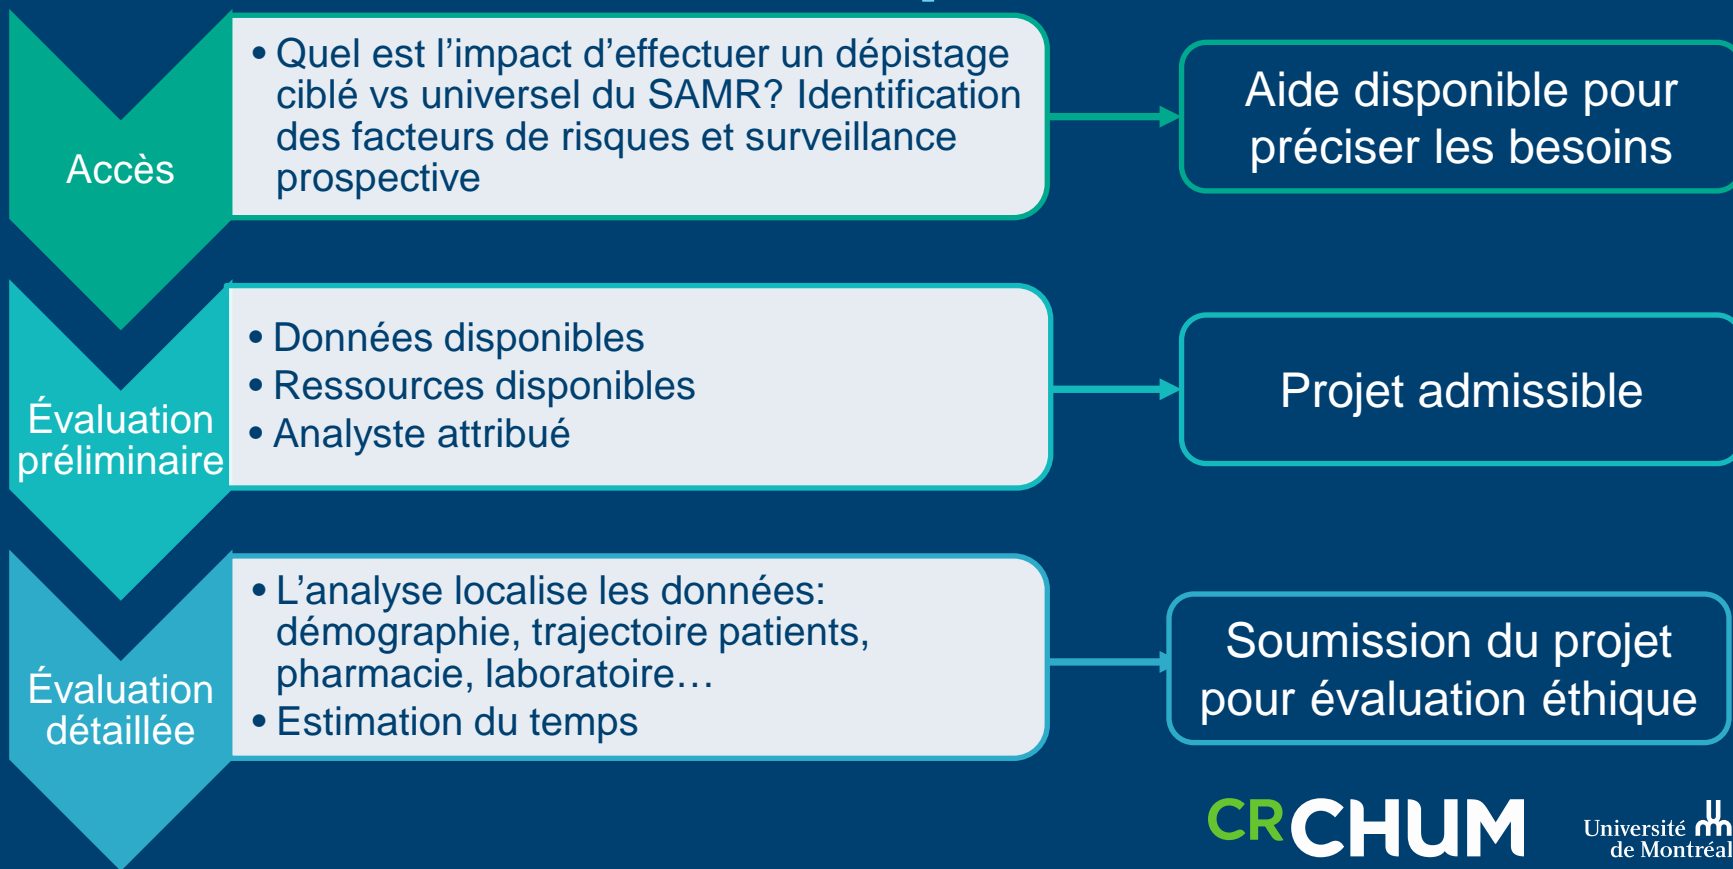 Accès
• Quel est l’impact d’effectuer un dépistage
ciblé vs universel du SAMR? Identification
des facteurs de risques et surveillance
prospective
Aide disponible pour
préciser les besoins
Évaluation
préliminaire
• Données disponibles
• Ressources disponibles
• Analyste attribué
Projet admissible
Évaluation
détaillée
• L’analyse localise les données:
démographie, trajectoire patients,
pharmacie, laboratoire…
• Estimation du temps
Soumission du projet
pour évaluation éthique
CRCHUM
Université
de Montréal